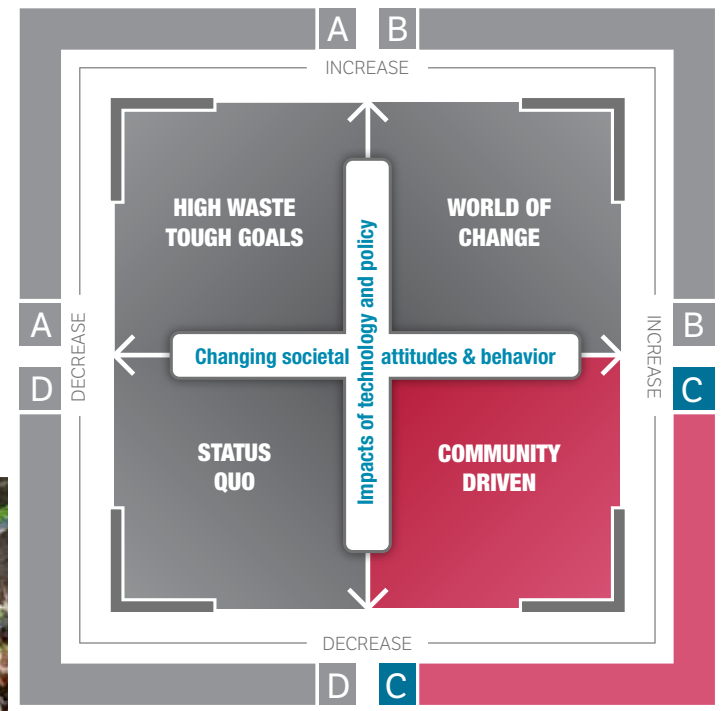 A B
INCREASE
HIGH WASTE
TOUGH GOALS
WORLD OF
CHANGE
Impacts of technology and policy
A
B
DECREASE
INCREASE
Changing societal attitudes & behavior
D
C
STATUS
QUO
COMMUNITY
DRIVEN
DECREASE
D C